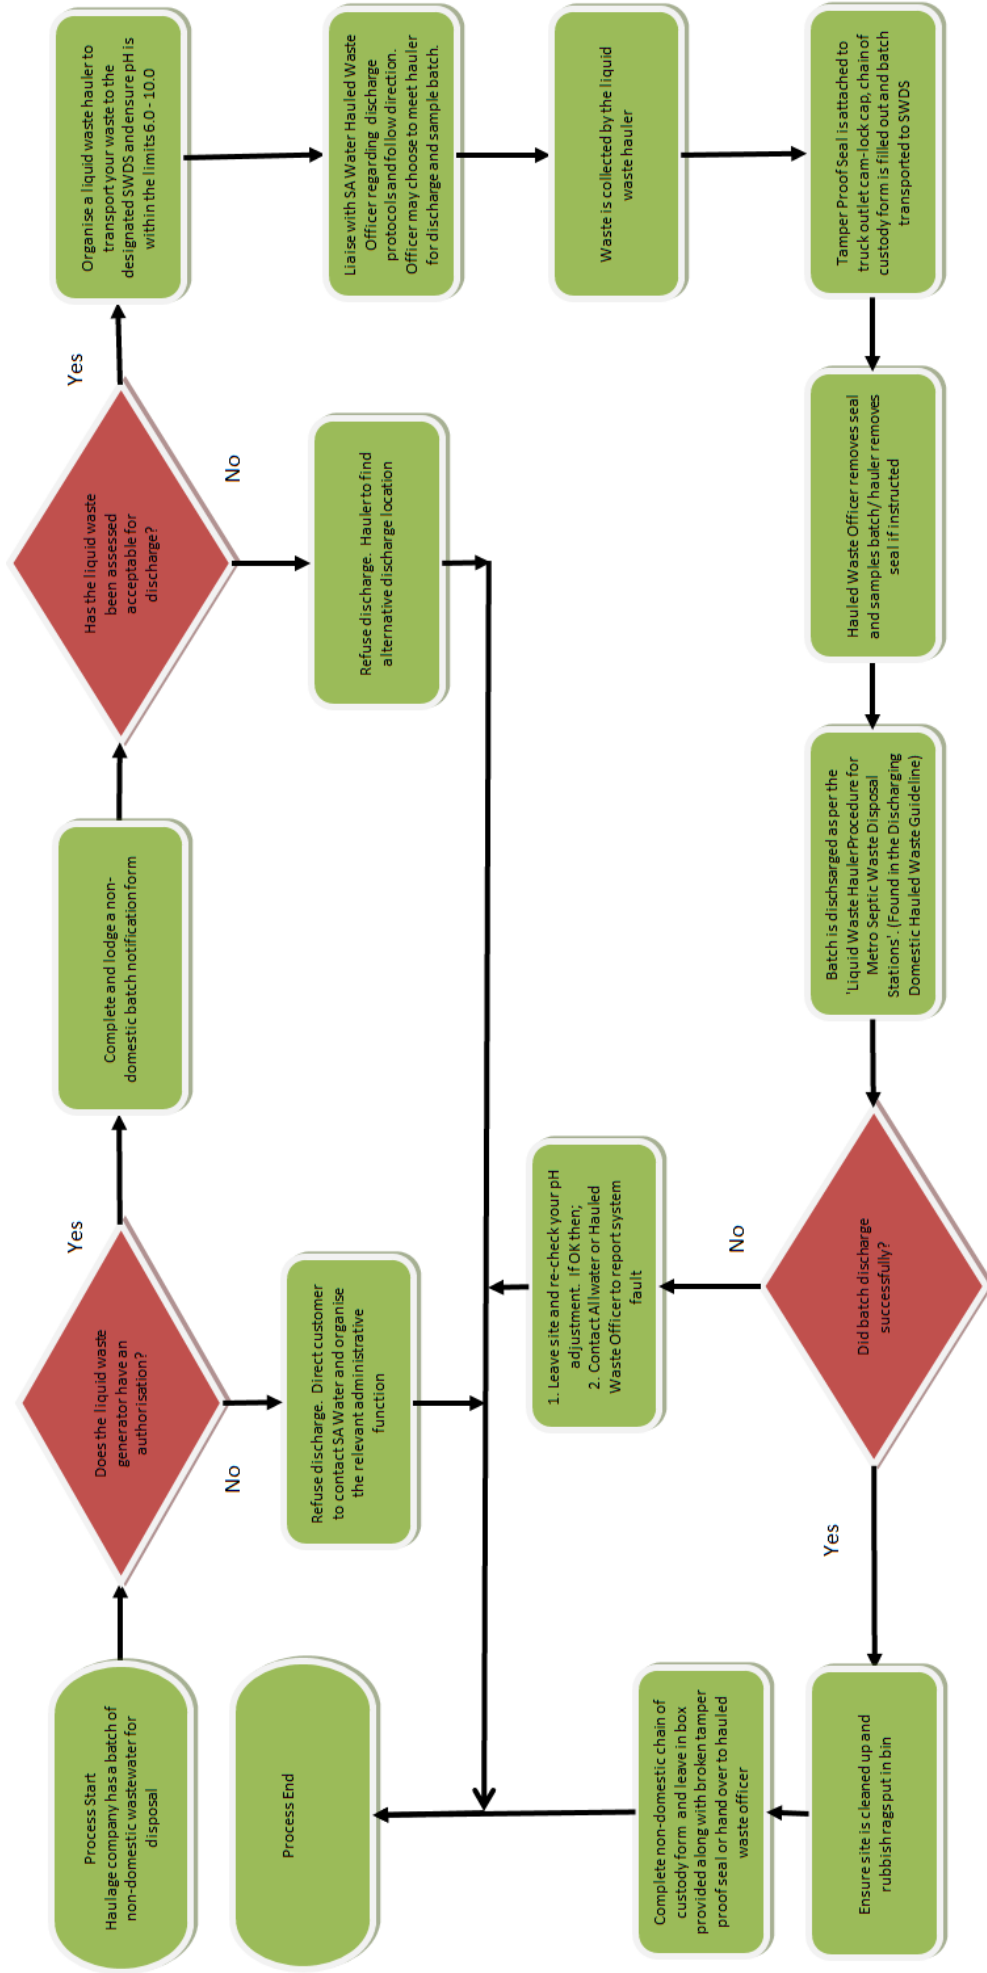 Process Start
Haulage company has a batch of
non-domestic wastewater for
disposal
Does the liquid waste
generator have an
authorisation?
Yes
No
Refuse discharge. Direct customer
to contact SA Water and organise
the relevant administrative
function
Complete and lodge a non-
domestic batch notification form
Has the liquid waste
been assessed
acceptable for
discharge?
Yes
No
Refuse discharge. Hauler to find
alternative discharge location
Organise a liquid waste hauler to
transport your waste to the
designated SWDS and ensure pH is
within the limits 6.0 - 10.0
Liaise with SA Water Hauled Waste
Officer regarding discharge
protocols and follow direction.
Officer may choose to meet hauler
for discharge and sample batch.
Waste is collected by the liquid
waste hauler
Tamper Proof Seal is attached to
truck outlet cam-lock cap, chain of
custody form is filled out and batch
transported to SWDS
Hauled Waste Officer removes seal
and samples batch/ hauler removes
seal if instructed
Batch is dischsarged as per the
'Liquid Waste Hauler Procedure for
Metro Septic Waste Disposal
Stations'. (Found in the Discharging
Domestic Hauled Waste Guideline)
Did batch discharge
successfully?
No
1. Leave site and re-check your pH
adjustment. If OK then;
2. Contact Allwater or Hauled
Waste Officer to report system
fault
Yes
Ensure site is cleaned up and
rubbish rags put in bin
Complete non-domestic chain of
custody form and leave in box
provided along with broken tamper
proof seal or hand over to hauled
waste officer
Process End